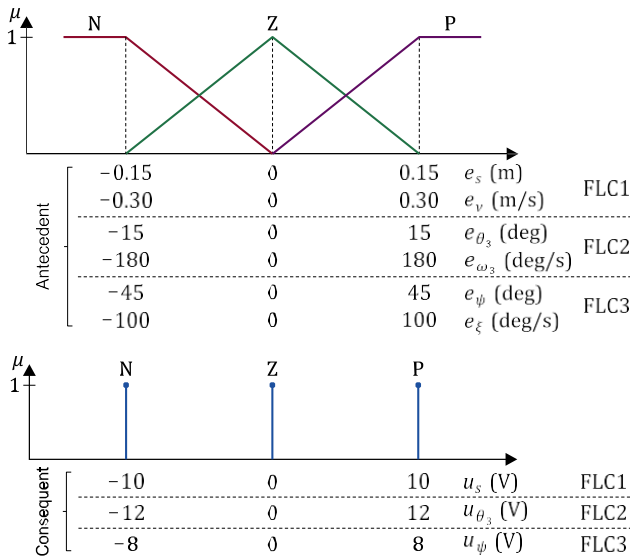 μ
N Z P
1
−0.15 0 0.15 e_s (m)
FLC1
−0.30 0 0.30 e_v (m/s)
−15 0 15 e_θ₃ (deg)
FLC2
−180 0 180 e_ω₃ (deg/s)
−45 0 45 e_ψ (deg)
FLC3
−100 0 100 e_ξ (deg/s)
Antecedent
μ
N Z P
1
−10 0 10 u_s (V) FLC1
−12 0 12 u_θ₃ (V) FLC2
−8 0 8 u_ψ (V) FLC3
Consequent